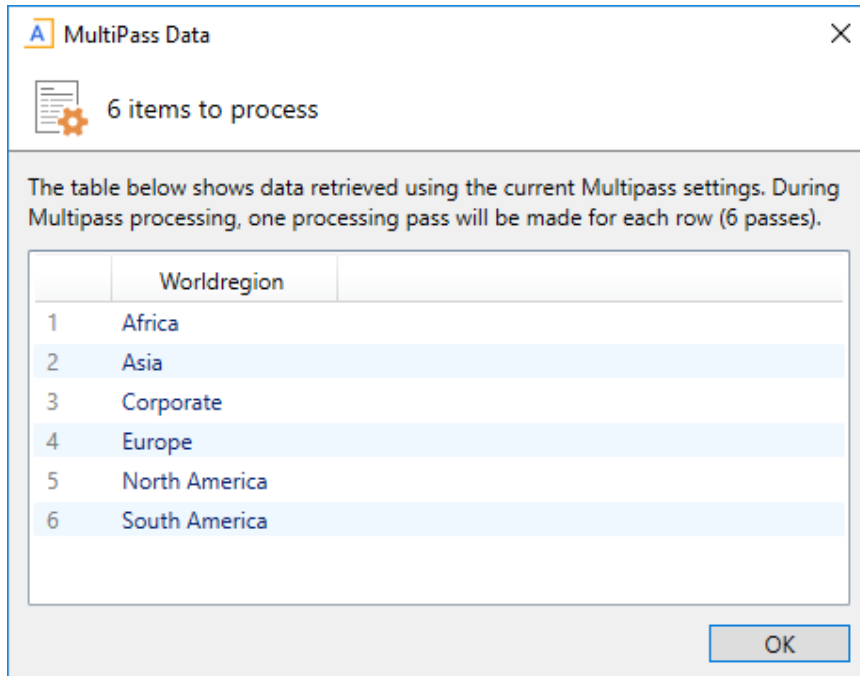 A MultiPass Data
6 items to process
The table below shows data retrieved using the current Multipass settings. During
Multipass processing, one processing pass will be made for each row (6 passes).
Worldregion
1 Africa
2 Asia
3 Corporate
4 Europe
5 North America
6 South America
OK